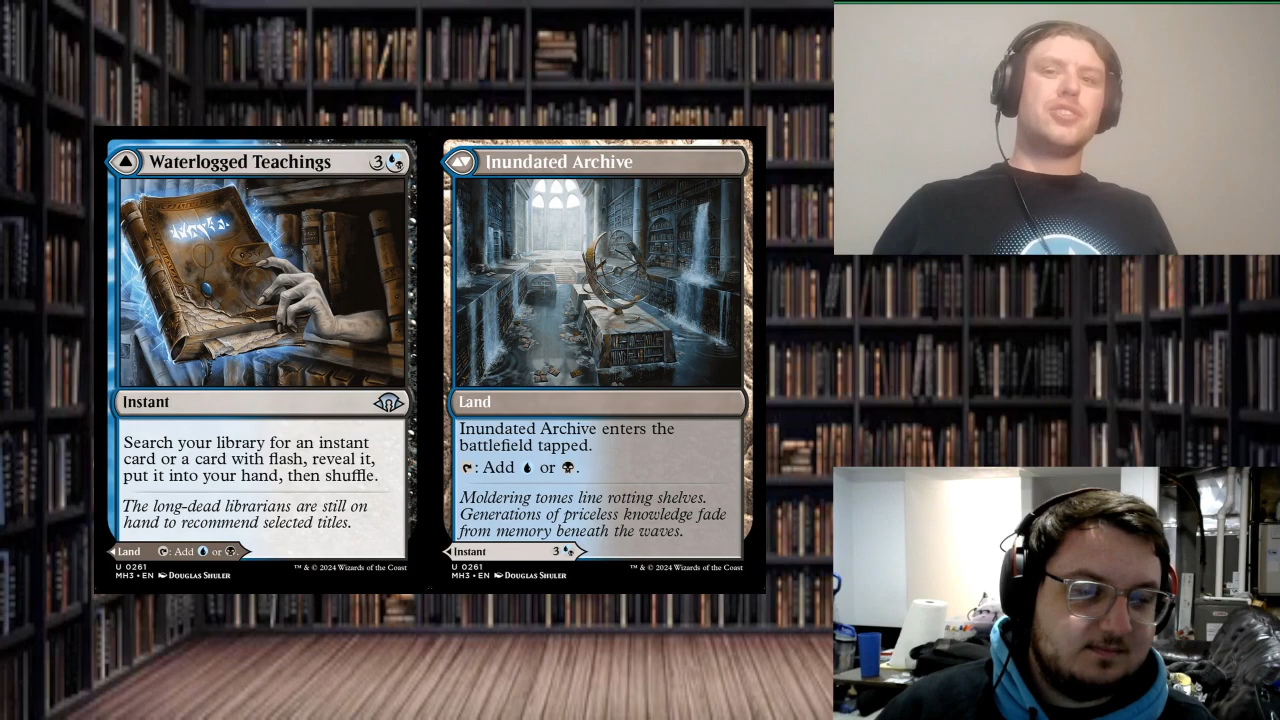 Waterlogged Teachings 3
Instant
Search your library for an instant
card or a card with flash, reveal it,
put it into your hand, then shuffle.
The long-dead librarians are still on
hand to recommend selected titles.
Land : Add or .
U 0261
MH3 • EN Douglas Shuler ™ & © 2024 Wizards of the Coast
Inundated Archive
Land
Inundated Archive enters the
battlefield tapped.
: Add or .
Moldering tomes line rotting shelves.
Generations of priceless knowledge fade
from memory beneath the waves.
Instant 3
U 0261
MH3 • EN Douglas Shuler ™ & © 2024 Wizards of the Coast